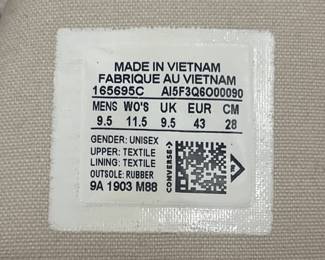 MADE IN VIETNAM
FABRIQUE AU VIETNAM
165695C AI5F3Q6O00090
MENS WO'S UK EUR CM
9.5 11.5 9.5 43 28
GENDER: UNISEX
UPPER: TEXTILE
LINING: TEXTILE
OUTSOLE: RUBBER
9A 1903 M88
CONVERSE